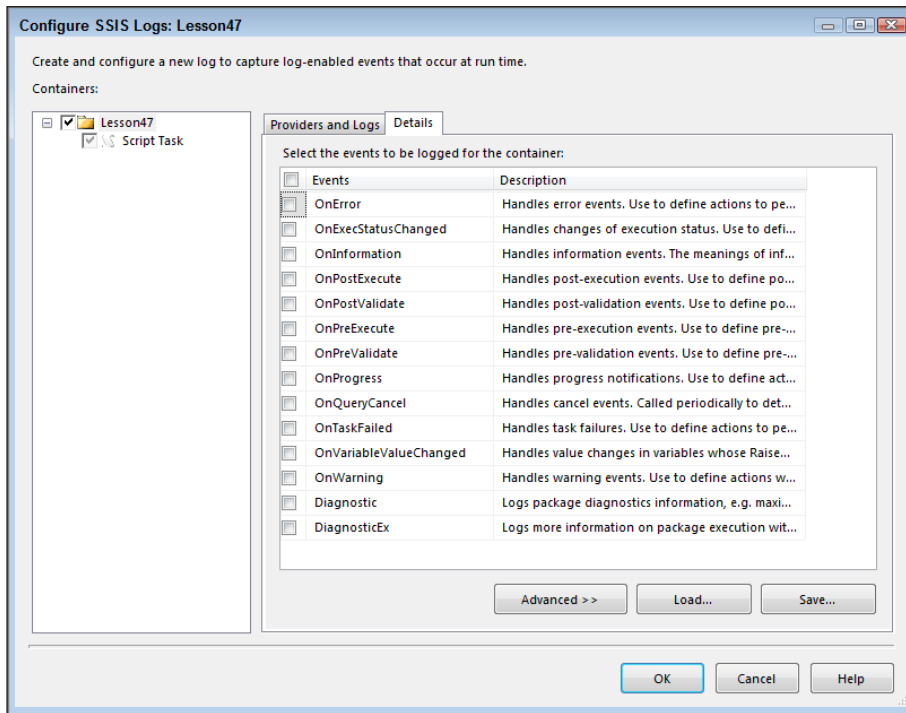 Configure SSIS Logs: Lesson47
Create and configure a new log to capture log-enabled events that occur at run time.
Containers:
Lesson47
Script Task
Providers and Logs Details
Select the events to be logged for the container:
Events Description
OnError Handles error events. Use to define actions to pe...
OnExecStatusChanged Handles changes of execution status. Use to defi...
OnInformation Handles information events. The meanings of inf...
OnPostExecute Handles post-execution events. Use to define po...
OnPostValidate Handles post-validation events. Use to define po...
OnPreExecute Handles pre-execution events. Use to define pre-...
OnPreValidate Handles pre-validation events. Use to define pre-...
OnProgress Handles progress notifications. Use to define act...
OnQueryCancel Handles cancel events. Called periodically to det...
OnTaskFailed Handles task failures. Use to define actions to pe...
OnVariableValueChanged Handles value changes in variables whose Raise...
OnWarning Handles warning events. Use to define actions w...
Diagnostic Logs package diagnostics information, e.g. maxi...
DiagnosticEx Logs more information on package execution wit...
Advanced >> Load... Save...
OK Cancel Help